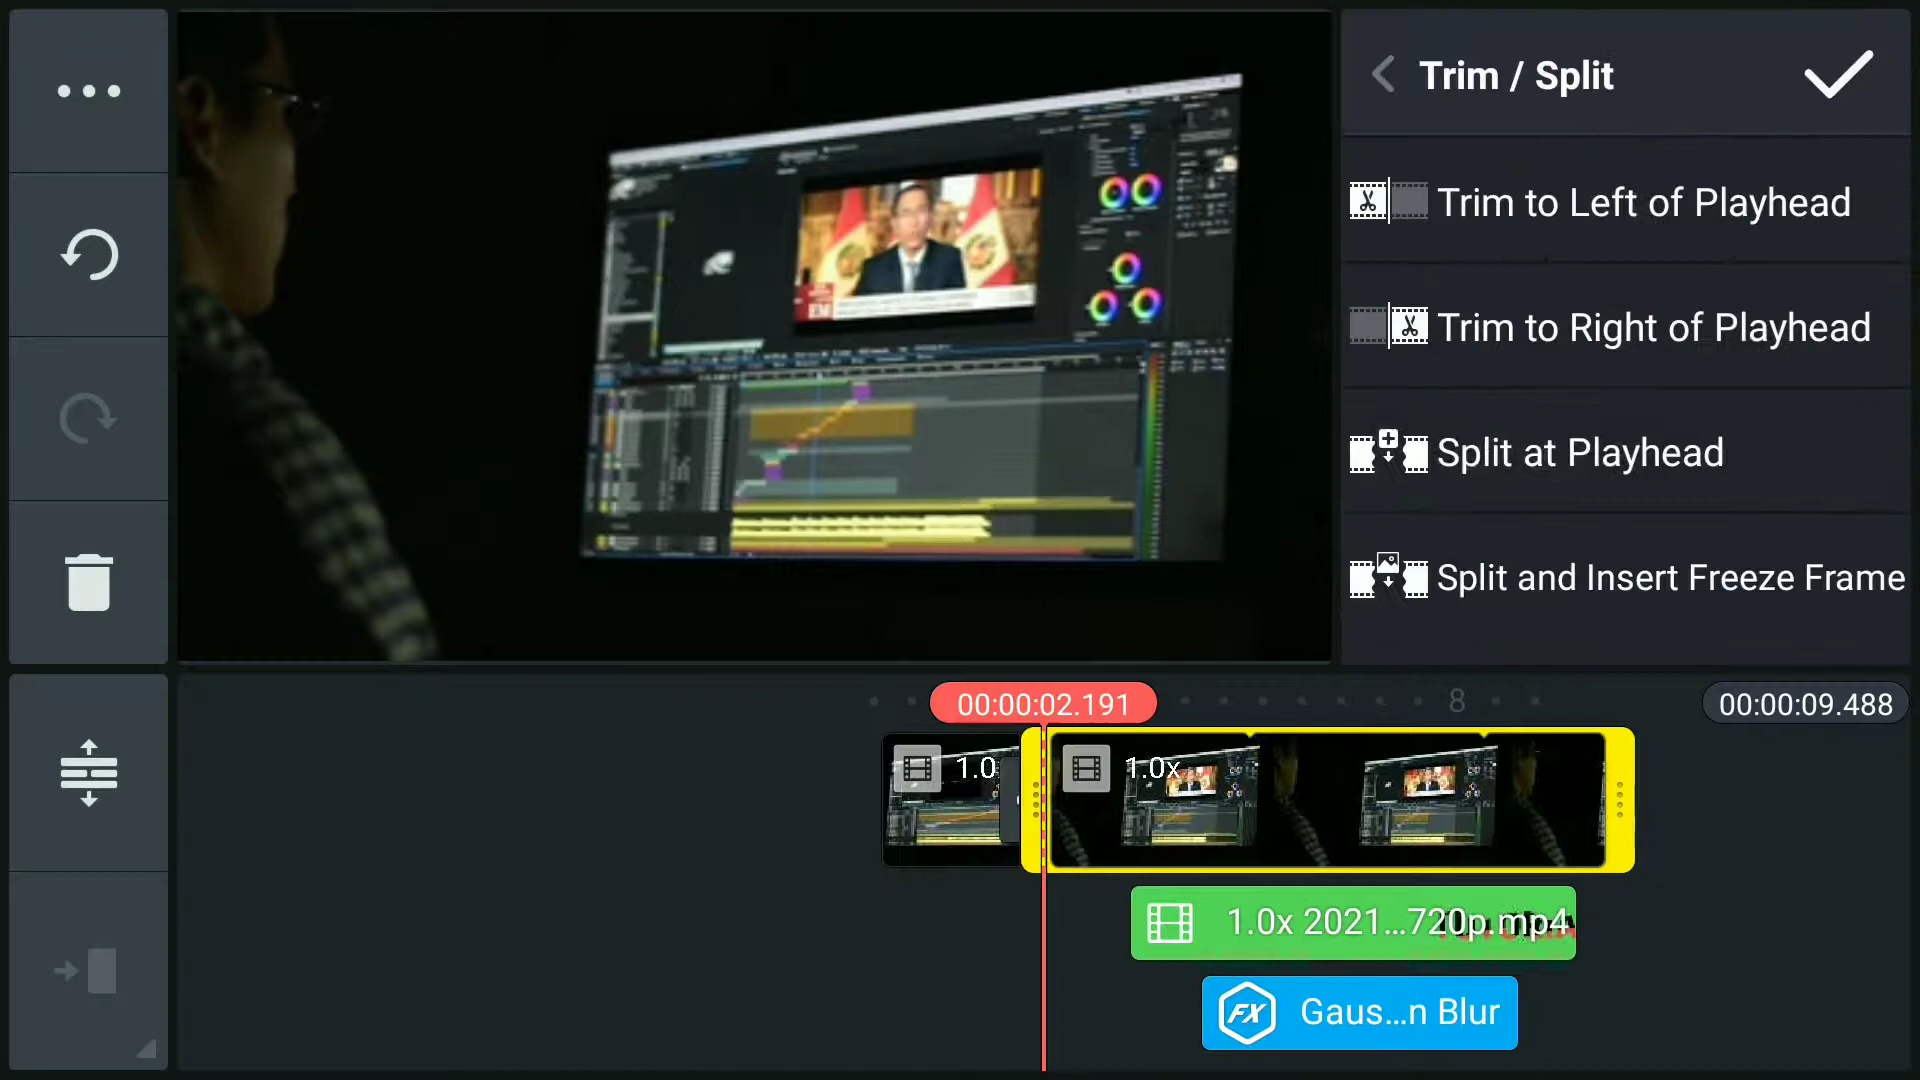 Trim / Split
Trim to Left of Playhead
Trim to Right of Playhead
Split at Playhead
Split and Insert Freeze Frame
00:00:02.191
8
00:00:09.488
1.0
1.0x
1.0x 2021...720p.mp4
FX Gaus...n Blur